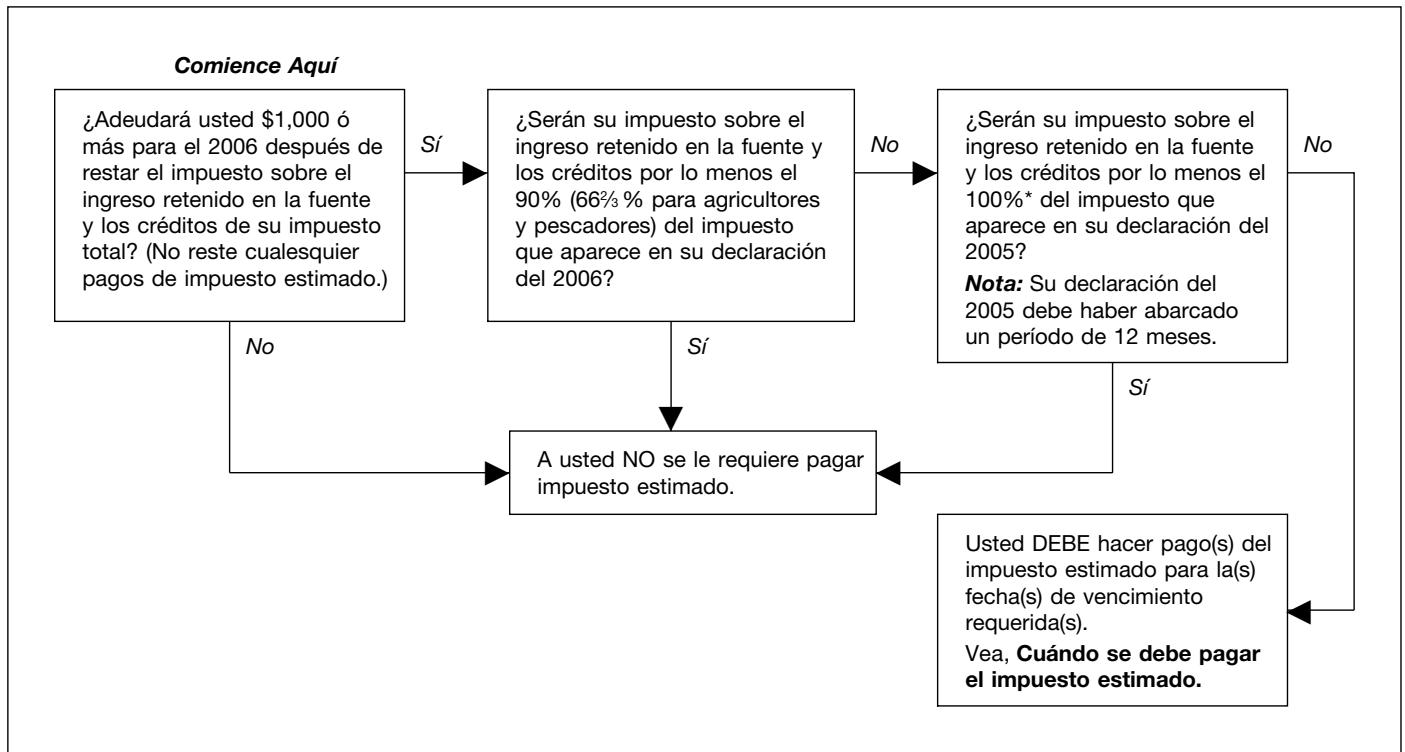 Comience Aquí
¿Adeudará usted $1,000 ó
más para el 2006 después de
restar el impuesto sobre el
ingreso retenido en la fuente
y los créditos de su impuesto
total? (No reste cualesquier
pagos de impuesto estimado.)
Sí
No
¿Serán su impuesto sobre el
ingreso retenido en la fuente y
los créditos por lo menos el
90% (66⅔ % para agricultores
y pescadores) del impuesto
que aparece en su declaración
del 2006?
No
Sí
¿Serán su impuesto sobre el
ingreso retenido en la fuente
y los créditos por lo menos el
100%* del impuesto que
aparece en su declaración del
2005?
Nota: Su declaración del
2005 debe haber abarcado
un período de 12 meses.
No
Sí
A usted NO se le requiere pagar
impuesto estimado.
Usted DEBE hacer pago(s) del
impuesto estimado para la(s)
fecha(s) de vencimiento
requerida(s).
Vea, Cuándo se debe pagar
el impuesto estimado.